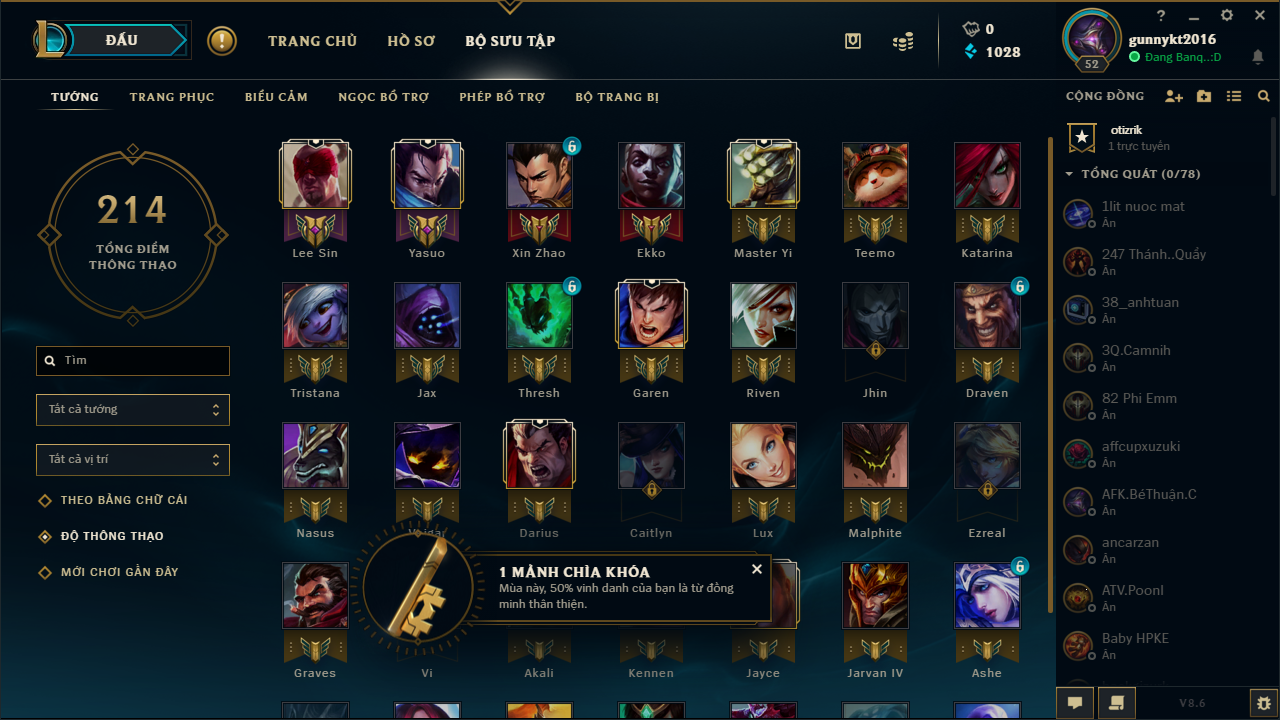 ĐẤU
TRANG CHỦ
HỒ SƠ
BỘ SƯU TẬP
0
1028
52
gunnykt2016
Đang Banq..:D
TƯỚNG
TRANG PHỤC
BIỂU CẢM
NGỌC BỔ TRỢ
PHÉP BỔ TRỢ
BỘ TRANG BỊ
214
TỔNG ĐIỂM
THÔNG THẠO
Tìm
Tất cả tướng
Tất cả vị trí
THEO BẢNG CHỮ CÁI
ĐỘ THÔNG THẠO
MỚI CHƠI GẦN ĐÂY
6
Lee Sin
Yasuo
Xin Zhao
Ekko
Master Yi
Teemo
Katarina
6
6
Tristana
Jax
Thresh
Garen
Riven
Jhin
Draven
Nasus
Darius
Caitlyn
Lux
Malphite
Ezreal
1 MẢNH CHÌA KHÓA
Mùa này, 50% vinh danh của bạn là từ đồng
minh thân thiện.
6
Graves
Vi
Akali
Kennen
Jayce
Jarvan IV
Ashe
CỘNG ĐỒNG
otizrik
1 trực tuyến
TỔNG QUÁT (0/78)
1lit nuoc mat
Ẩn
247 Thánh..Quẩy
Ẩn
38_anhtuan
Ẩn
3Q.Camnih
Ẩn
82 Phi Emm
Ẩn
affcupxuzuki
Ẩn
AFK.BéThuận.C
Ẩn
ancarzan
Ẩn
ATV.Poonl
Ẩn
Baby HPKE
Ẩn
V8.6